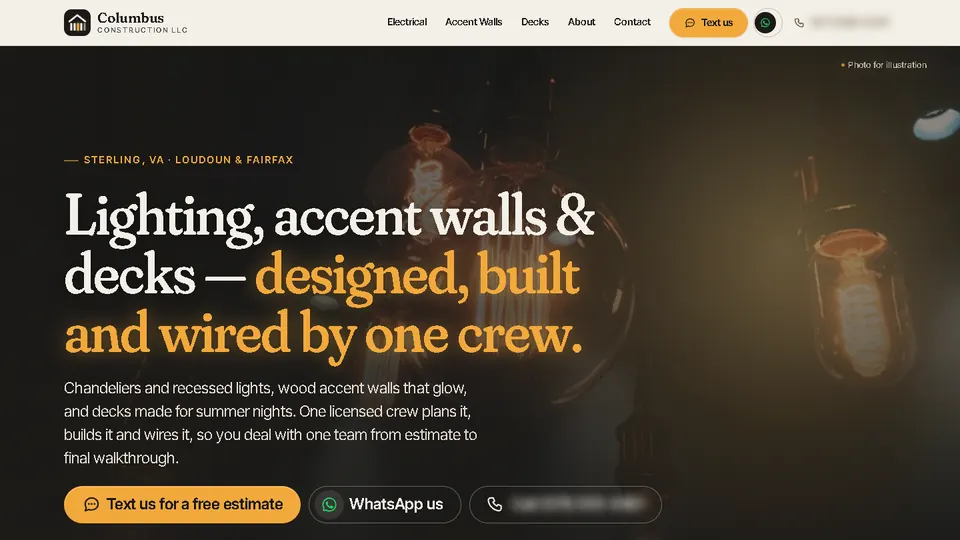 Columbus
CONSTRUCTION LLC
Electrical
Accent Walls
Decks
About
Contact
Text us
Photo for illustration
STERLING, VA · LOUDOUN & FAIRFAX
Lighting, accent walls &
decks — designed, built
and wired by one crew.
Chandeliers and recessed lights, wood accent walls that glow,
and decks made for summer nights. One licensed crew plans it,
builds it and wires it, so you deal with one team from estimate to
final walkthrough.
Text us for a free estimate
WhatsApp us